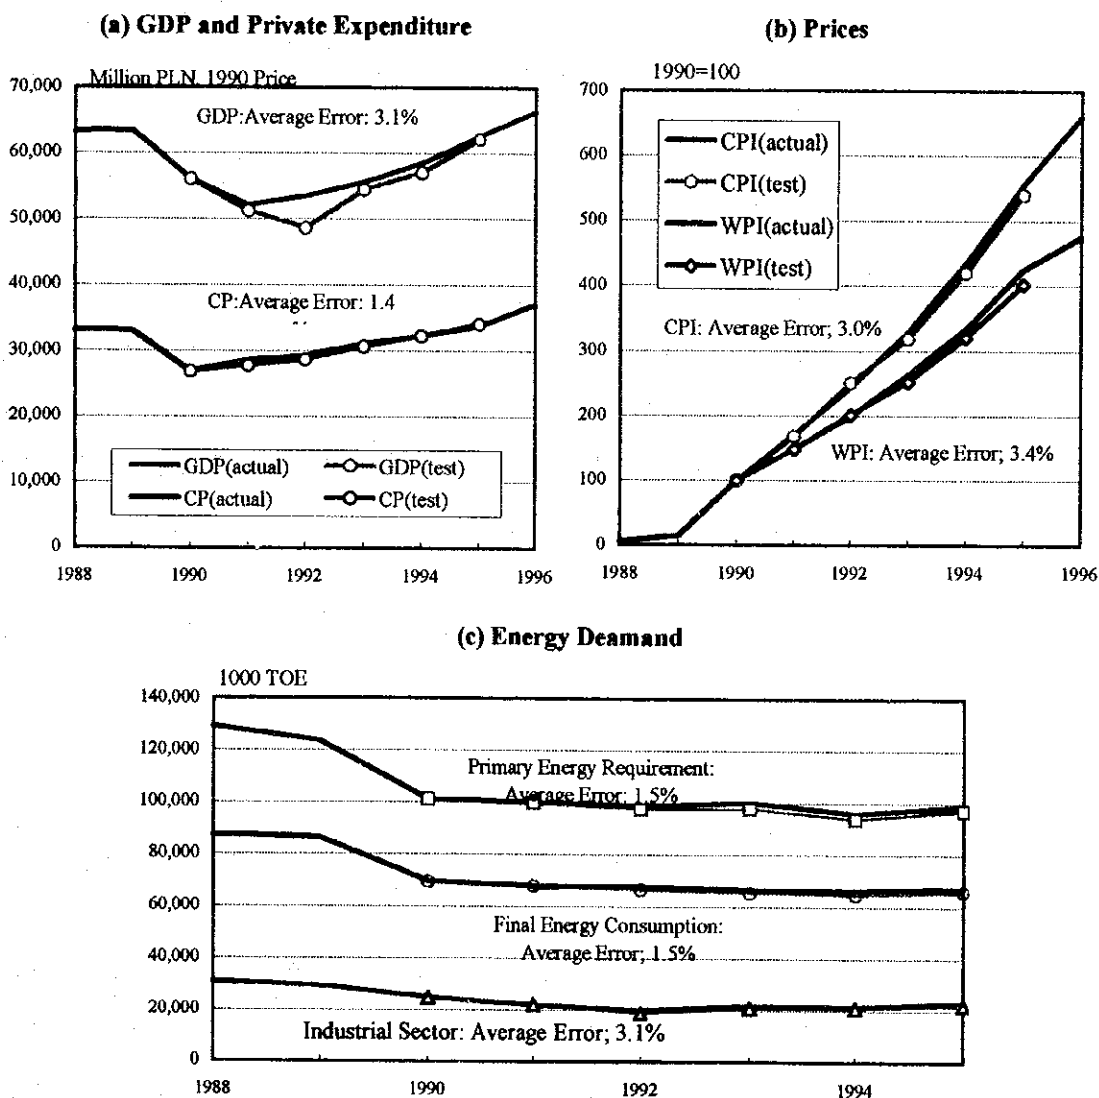 (a) GDP and Private Expenditure
Million PLN, 1990 Price
70,000
60,000
50,000
40,000
30,000
20,000
10,000
0
GDP:Average Error: 3.1%
CP:Average Error: 1.4
%
GDP(actual) GDP(test)
CP(actual) CP(test)
1988 1990 1992 1994 1996
(b) Prices
1990=100
700
600
500
400
300
200
100
0
CPI(actual)
CPI(test)
WPI(actual)
WPI(test)
CPI: Average Error; 3.0%
WPI: Average Error; 3.4%
1988 1990 1992 1994 1996
(c) Energy Deamand
1000 TOE
140,000
120,000
100,000
80,000
60,000
40,000
20,000
0
Primary Energy Requirement:
Average Error; 1.5%
Final Energy Consumption:
Average Error; 1.5%
Industrial Sector: Average Error; 3.1%
1988 1990 1992 1994